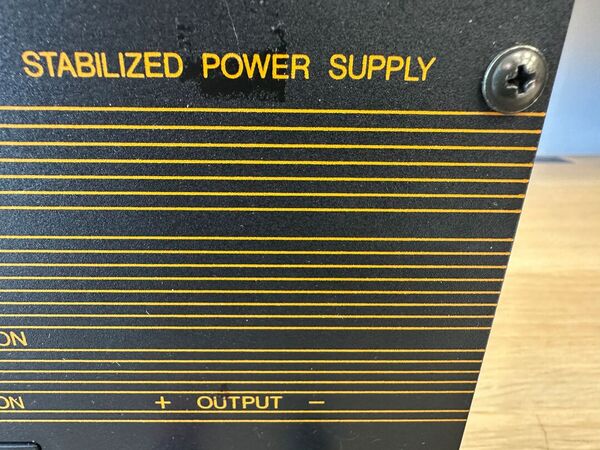 STABILIZED POWER SUPPLY
ON
ON + OUTPUT −